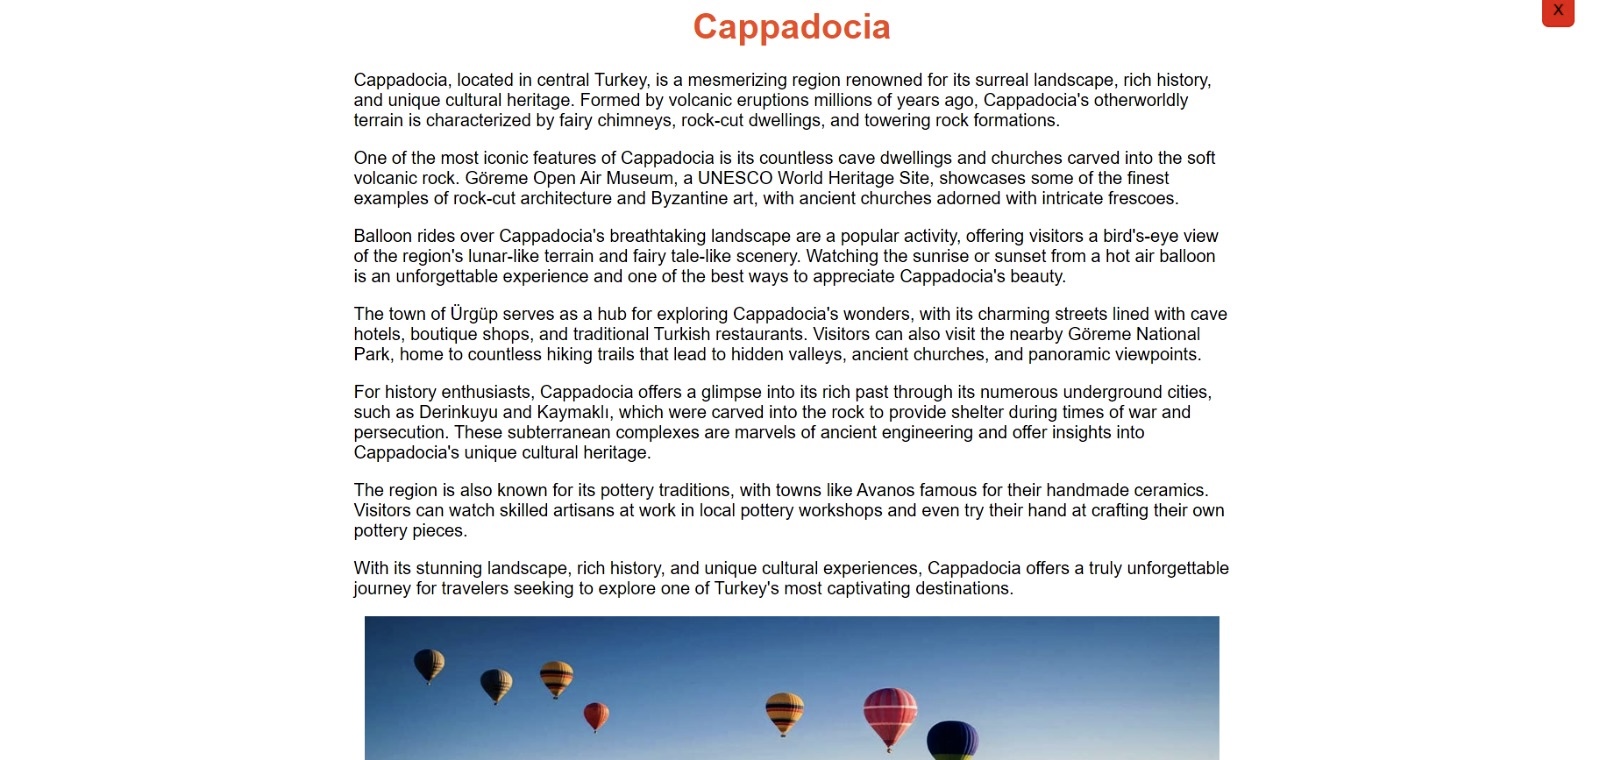 Cappadocia
X
Cappadocia, located in central Turkey, is a mesmerizing region renowned for its surreal landscape, rich history,
and unique cultural heritage. Formed by volcanic eruptions millions of years ago, Cappadocia's otherworldly
terrain is characterized by fairy chimneys, rock-cut dwellings, and towering rock formations.
One of the most iconic features of Cappadocia is its countless cave dwellings and churches carved into the soft
volcanic rock. Göreme Open Air Museum, a UNESCO World Heritage Site, showcases some of the finest
examples of rock-cut architecture and Byzantine art, with ancient churches adorned with intricate frescoes.
Balloon rides over Cappadocia's breathtaking landscape are a popular activity, offering visitors a bird's-eye view
of the region's lunar-like terrain and fairy tale-like scenery. Watching the sunrise or sunset from a hot air balloon
is an unforgettable experience and one of the best ways to appreciate Cappadocia's beauty.
The town of Ürgüp serves as a hub for exploring Cappadocia's wonders, with its charming streets lined with cave
hotels, boutique shops, and traditional Turkish restaurants. Visitors can also visit the nearby Göreme National
Park, home to countless hiking trails that lead to hidden valleys, ancient churches, and panoramic viewpoints.
For history enthusiasts, Cappadocia offers a glimpse into its rich past through its numerous underground cities,
such as Derinkuyu and Kaymaklı, which were carved into the rock to provide shelter during times of war and
persecution. These subterranean complexes are marvels of ancient engineering and offer insights into
Cappadocia's unique cultural heritage.
The region is also known for its pottery traditions, with towns like Avanos famous for their handmade ceramics.
Visitors can watch skilled artisans at work in local pottery workshops and even try their hand at crafting their own
pottery pieces.
With its stunning landscape, rich history, and unique cultural experiences, Cappadocia offers a truly unforgettable
journey for travelers seeking to explore one of Turkey's most captivating destinations.